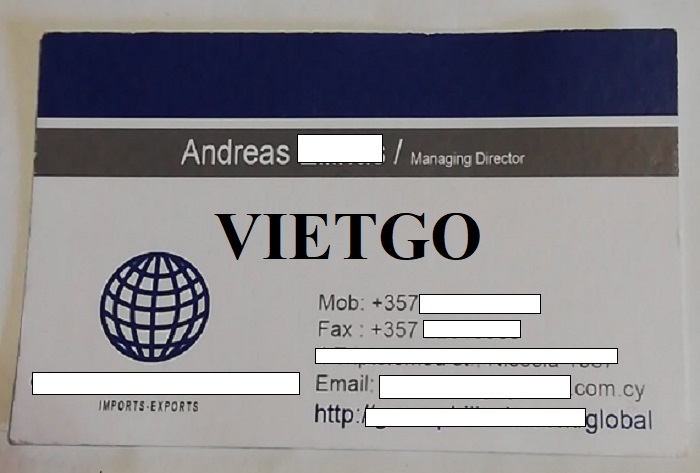 Andreas / Managing Director
VIETGO
Mob: +357
Fax : +357
Email: .com.cy
http:/ global
IMPORTS-EXPORTS